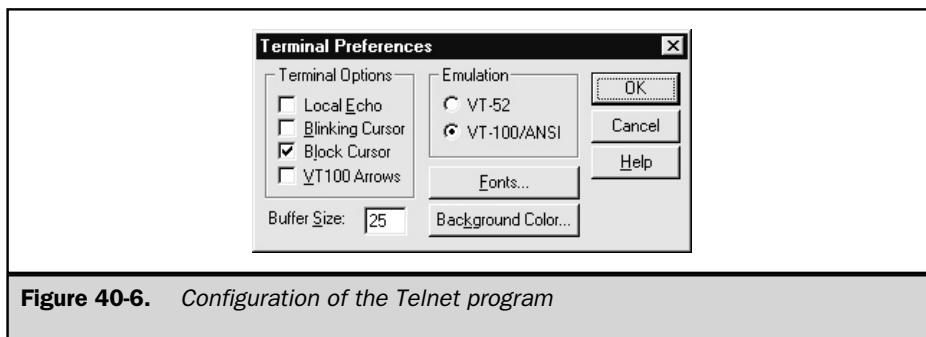 Terminal Preferences
Terminal Options
Local Echo
Blinking Cursor
Block Cursor
VT100 Arrows
Buffer Size: 25
Emulation
VT-52
VT-100/ANSI
Fonts...
Background Color...
OK
Cancel
Help
Figure 40-6. Configuration of the Telnet program